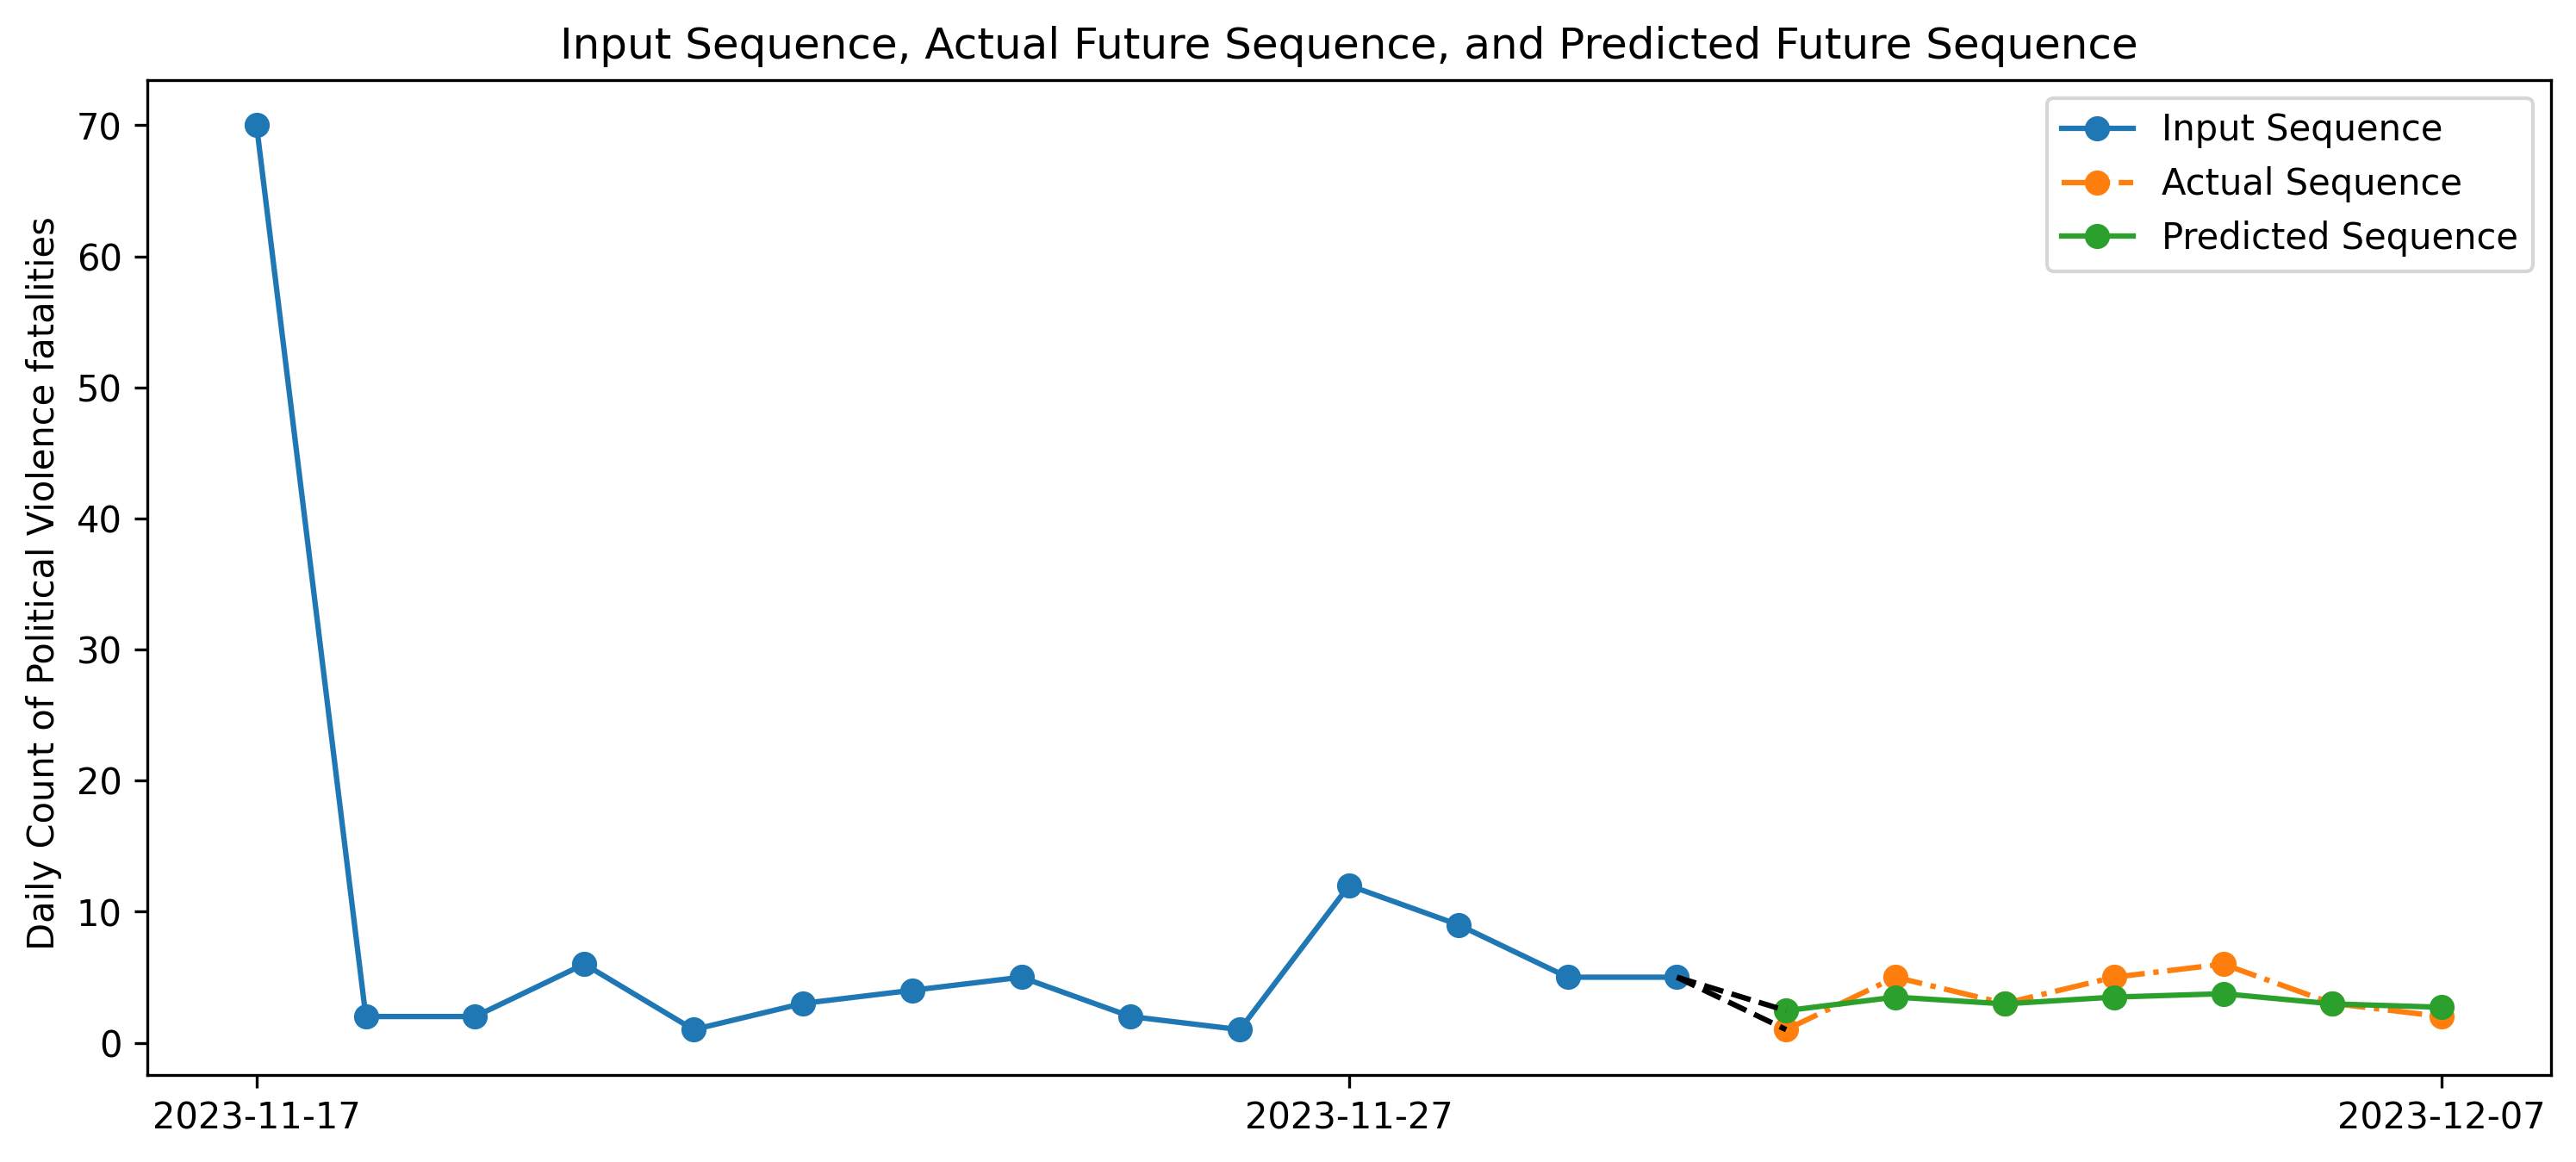 Input Sequence, Actual Future Sequence, and Predicted Future Sequence
Daily Count of Political Violence fatalities
70
60
50
40
30
20
10
0
Input Sequence
Actual Sequence
Predicted Sequence
2023-11-17
2023-11-27
2023-12-07